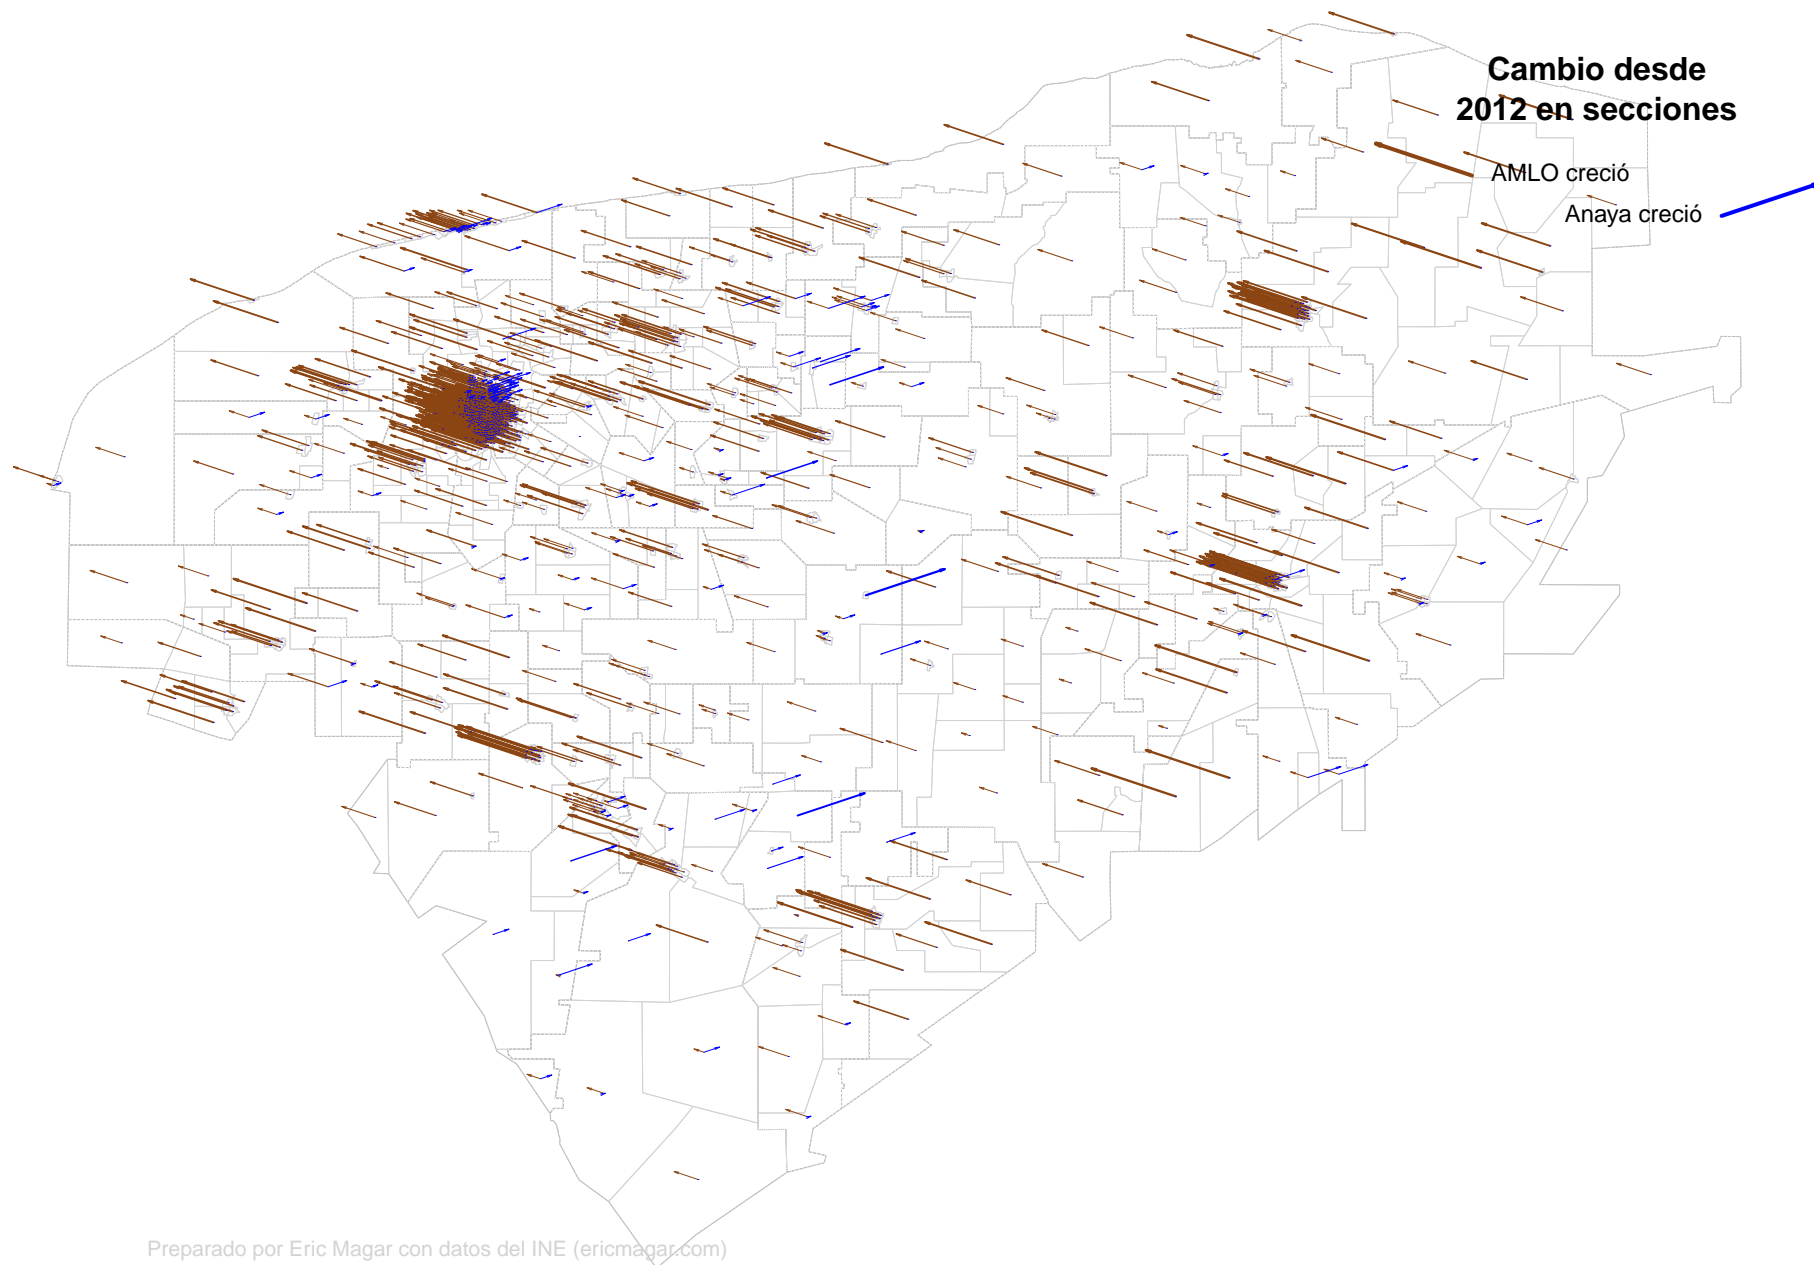 Cambio desde
2012 en secciones
AMLO creció
Anaya creció
Preparado por Eric Magar con datos del INE (ericmagar.com)